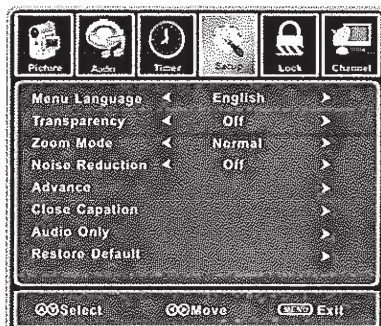 Picture Audio Timer Setup Lock Channel
Menu Language English
Transparency Off
Zoom Mode Normal
Noise Reduction Off
Advance
Close Capation
Audio Only
Restore Default
Select Move MENU Exit